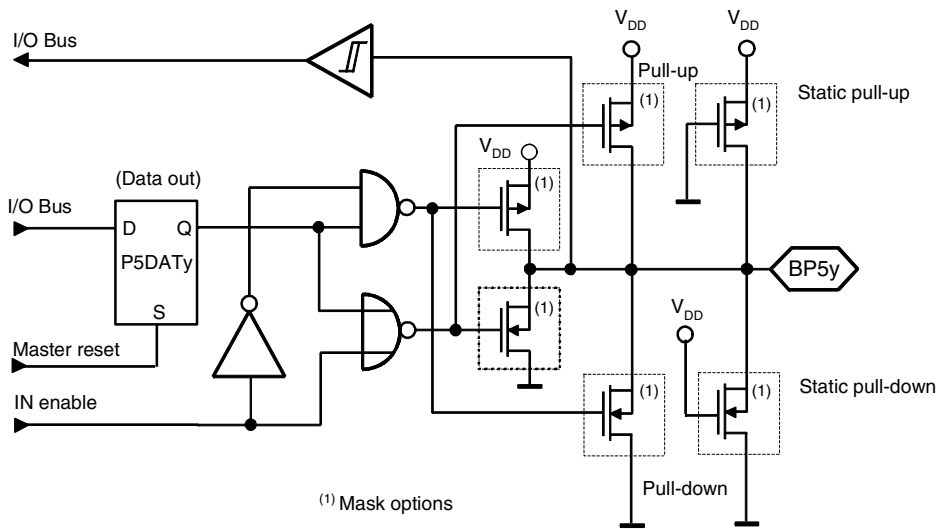 I/O Bus
V_DD
V_DD
Pull-up
(1)
(1)
Static pull-up
V_DD
(1)
(Data out)
I/O Bus
D
Q
P5DATy
S
BP5y
(1)
V_DD
Master reset
IN enable
(1)
(1)
Static pull-down
(1) Mask options
Pull-down